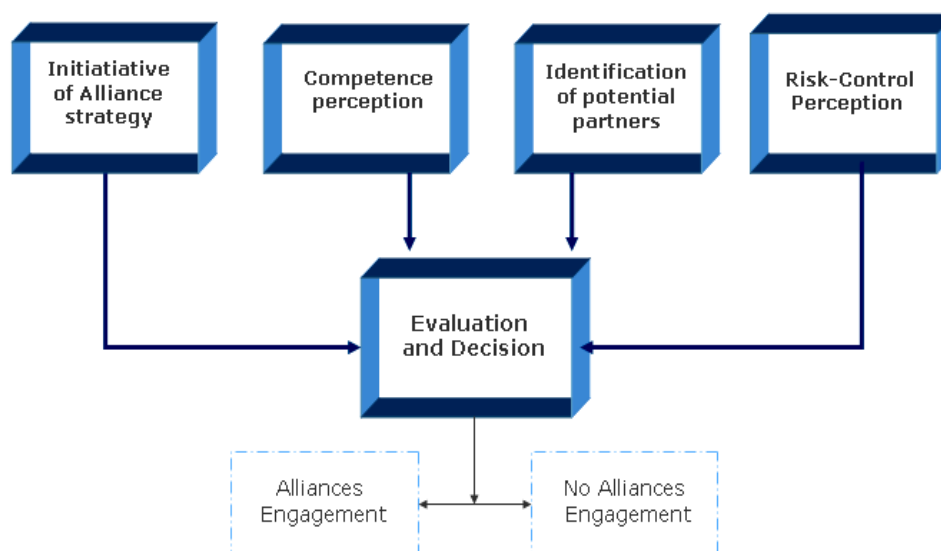 Initiatiative
of Alliance
strategy
Competence
perception
Identification
of potential
partners
Risk-Control
Perception
Evaluation
and Decision
Alliances
Engagement
No Alliances
Engagement